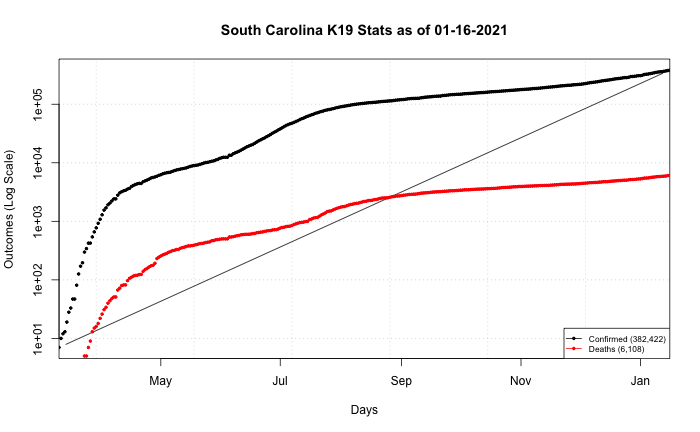 South Carolina K19 Stats as of 01-16-2021
Outcomes (Log Scale)
1e+05
1e+04
1e+03
1e+02
1e+01
Confirmed (382,422)
Deaths (6,108)
May Jul Sep Nov Jan
Days